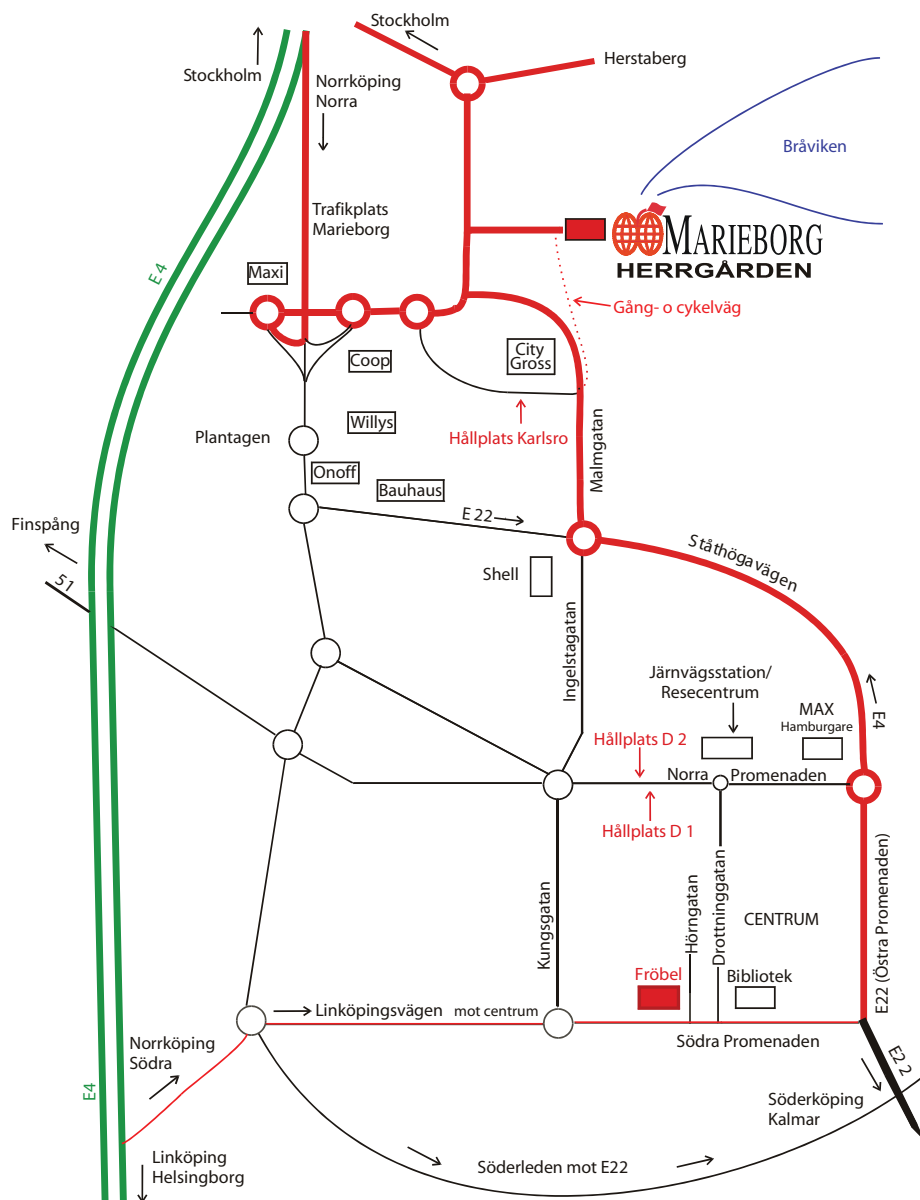 Stockholm
Stockholm
Herstaberg
Norrköping
Norra
Bråviken
Trafikplats
Marieborg
MARIEBORG
HERRGÅRDEN
E 4
Maxi
Gång- o cykelväg
City
Gross
Coop
Willys
Hållplats Karlsro
Malmgatan
Plantagen
Onoff
Bauhaus
E 22
Finspång
51
Ståthögavägen
Shell
Ingelstagatan
Järnvägsstation/
Resecentrum
MAX
Hamburgare
E4
Hållplats D 2
Norra
Promenaden
Hållplats D 1
Kungsgatan
Hörngatan
Drottninggatan
CENTRUM
E22 (Östra Promenaden)
Fröbel
Bibliotek
Linköpingsvägen
mot centrum
Södra Promenaden
Norrköping
Södra
E4
E2 2
Söderköping
Kalmar
Linköping
Helsingborg
Söderleden mot E22